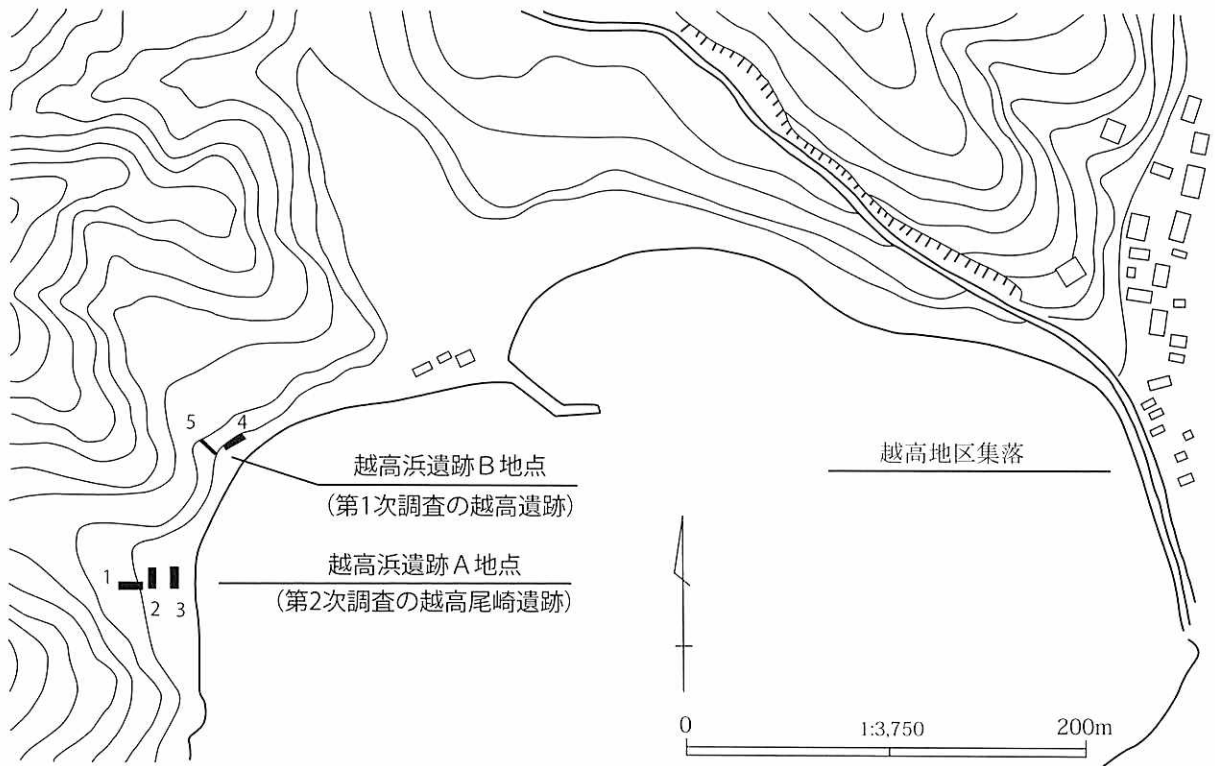 5
4
越高浜遺跡B地点
(第1次調査の越高遺跡)
越高地区集落
越高浜遺跡A地点
(第2次調査の越高尾崎遺跡)
1
2
3
0
1:3,750
200m